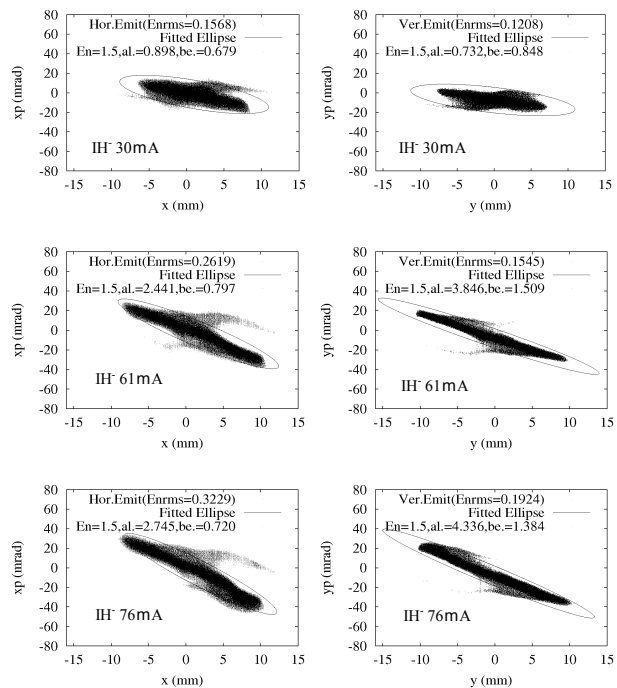 80
60
40
20
0
-20
-40
-60
-80
xp (mrad)
Hor.Emit(Enrms=0.1568)
Fitted Ellipse
En=1.5,al.=0.898,be.=0.679
IH- 30mA
-15 -10 -5 0 5 10 15
x (mm)
80
60
40
20
0
-20
-40
-60
-80
yp (mrad)
Ver.Emit(Enrms=0.1208)
Fitted Ellipse
En=1.5,al.=0.732,be.=0.848
IH- 30mA
-15 -10 -5 0 5 10 15
y (mm)
80
60
40
20
0
-20
-40
-60
-80
xp (mrad)
Hor.Emit(Enrms=0.2619)
Fitted Ellipse
En=1.5,al.=2.441,be.=0.797
IH- 61mA
-15 -10 -5 0 5 10 15
x (mm)
80
60
40
20
0
-20
-40
-60
-80
yp (mrad)
Ver.Emit(Enrms=0.1545)
Fitted Ellipse
En=1.5,al.=3.846,be.=1.509
IH- 61mA
-15 -10 -5 0 5 10 15
y (mm)
80
60
40
20
0
-20
-40
-60
-80
xp (mrad)
Hor.Emit(Enrms=0.3229)
Fitted Ellipse
En=1.5,al.=2.745,be.=0.720
IH- 76mA
-15 -10 -5 0 5 10 15
x (mm)
80
60
40
20
0
-20
-40
-60
-80
yp (mrad)
Ver.Emit(Enrms=0.1924)
Fitted Ellipse
En=1.5,al.=4.336,be.=1.384
IH- 76mA
-15 -10 -5 0 5 10 15
y (mm)